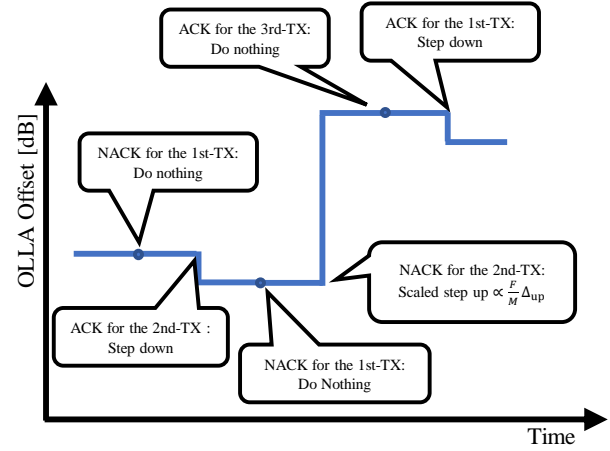 ACK for the 3rd-TX:
Do nothing
ACK for the 1st-TX:
Step down
OLLA Offset [dB]
NACK for the 1st-TX:
Do nothing
NACK for the 2nd-TX:
Scaled step up ∝ F/M Δup
ACK for the 2nd-TX :
Step down
NACK for the 1st-TX:
Do Nothing
Time